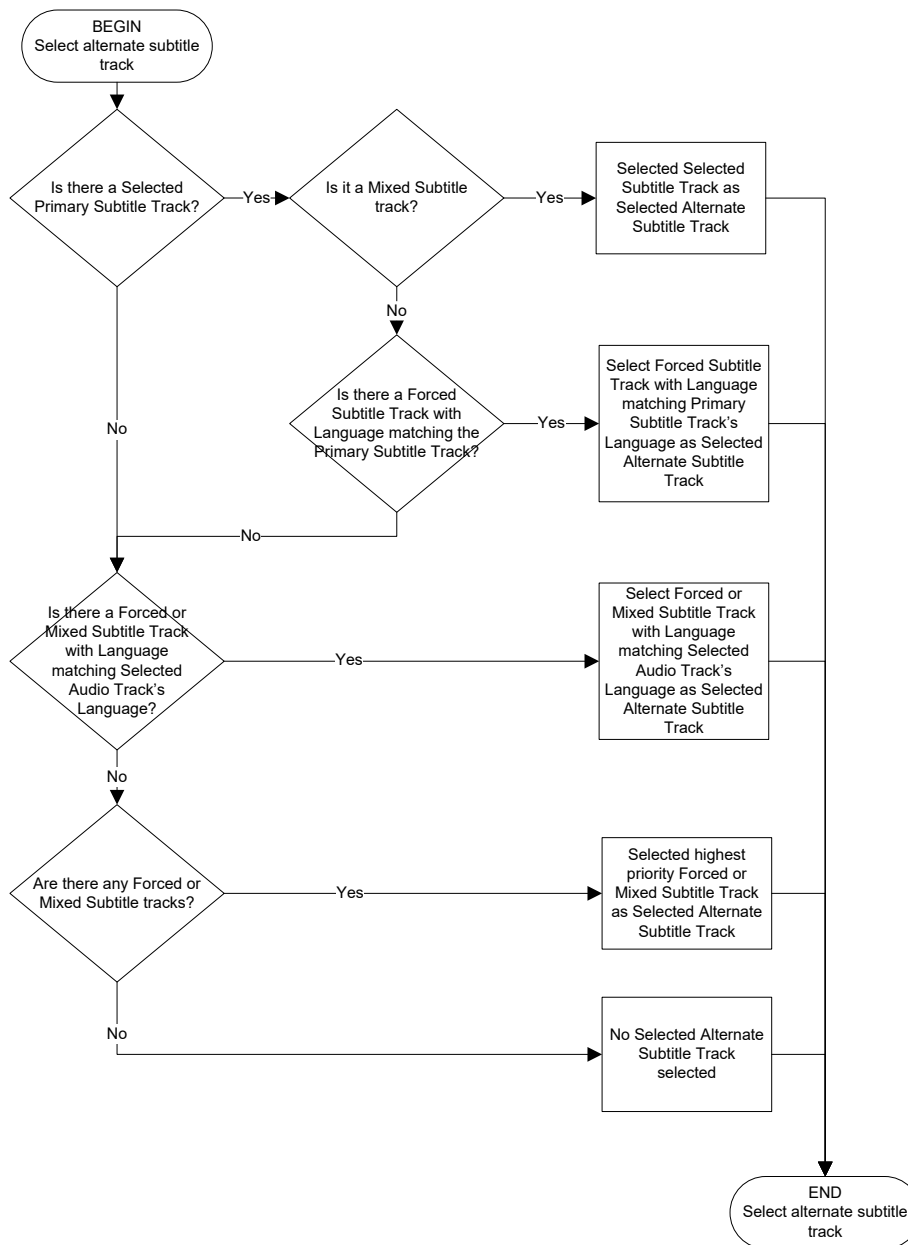 BEGIN
Select alternate subtitle
track
Is there a Selected
Primary Subtitle Track?
Yes
Is it a Mixed Subtitle
track?
Yes
Selected Selected
Subtitle Track as
Selected Alternate
Subtitle Track
No
No
Is there a Forced
Subtitle Track with
Language matching the
Primary Subtitle Track?
Yes
Select Forced Subtitle
Track with Language
matching Primary
Subtitle Track's
Language as Selected
Alternate Subtitle
Track
No
Is there a Forced or
Mixed Subtitle Track
with Language
matching Selected
Audio Track's
Language?
Yes
Select Forced or
Mixed Subtitle Track
with Language
matching Selected
Audio Track's
Language as Selected
Alternate Subtitle
Track
No
Are there any Forced or
Mixed Subtitle tracks?
Yes
Selected highest
priority Forced or
Mixed Subtitle Track
as Selected Alternate
Subtitle Track
No
No Selected Alternate
Subtitle Track
selected
END
Select alternate subtitle
track